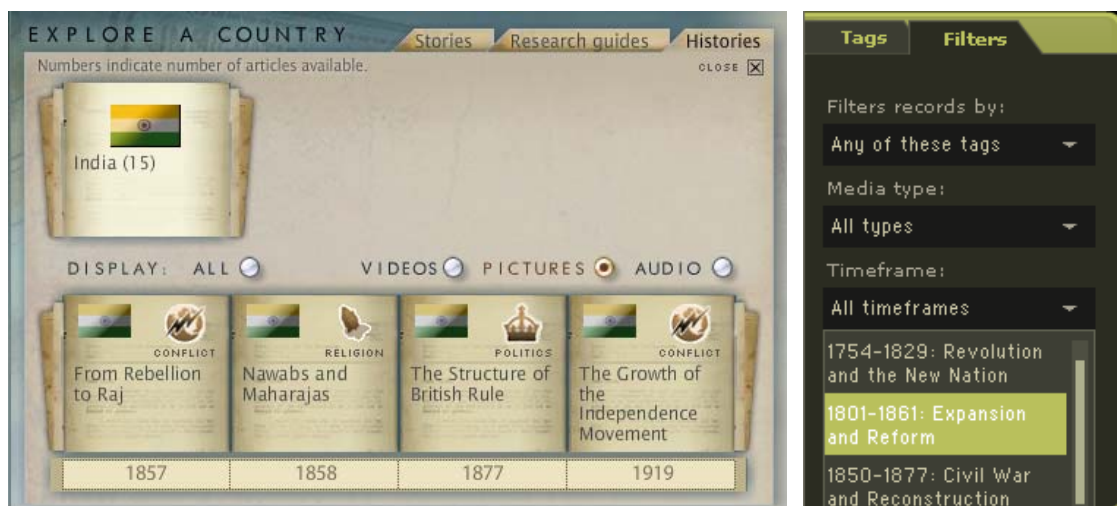 EXPLORE A COUNTRY
Stories
Research guides
Histories
Numbers indicate number of articles available.
CLOSE
India (15)
DISPLAY: ALL
VIDEOS
PICTURES
AUDIO
CONFLICT
From Rebellion
to Raj
RELIGION
Nawabs and
Maharajas
POLITICS
The Structure of
British Rule
CONFLICT
The Growth of
the
Independence
Movement
1857
1858
1877
1919
Tags
Filters
Filters records by:
Any of these tags
Media type:
All types
Timeframe:
All timeframes
1754-1829: Revolution
and the New Nation
1801-1861: Expansion
and Reform
1850-1877: Civil War
and Reconstruction